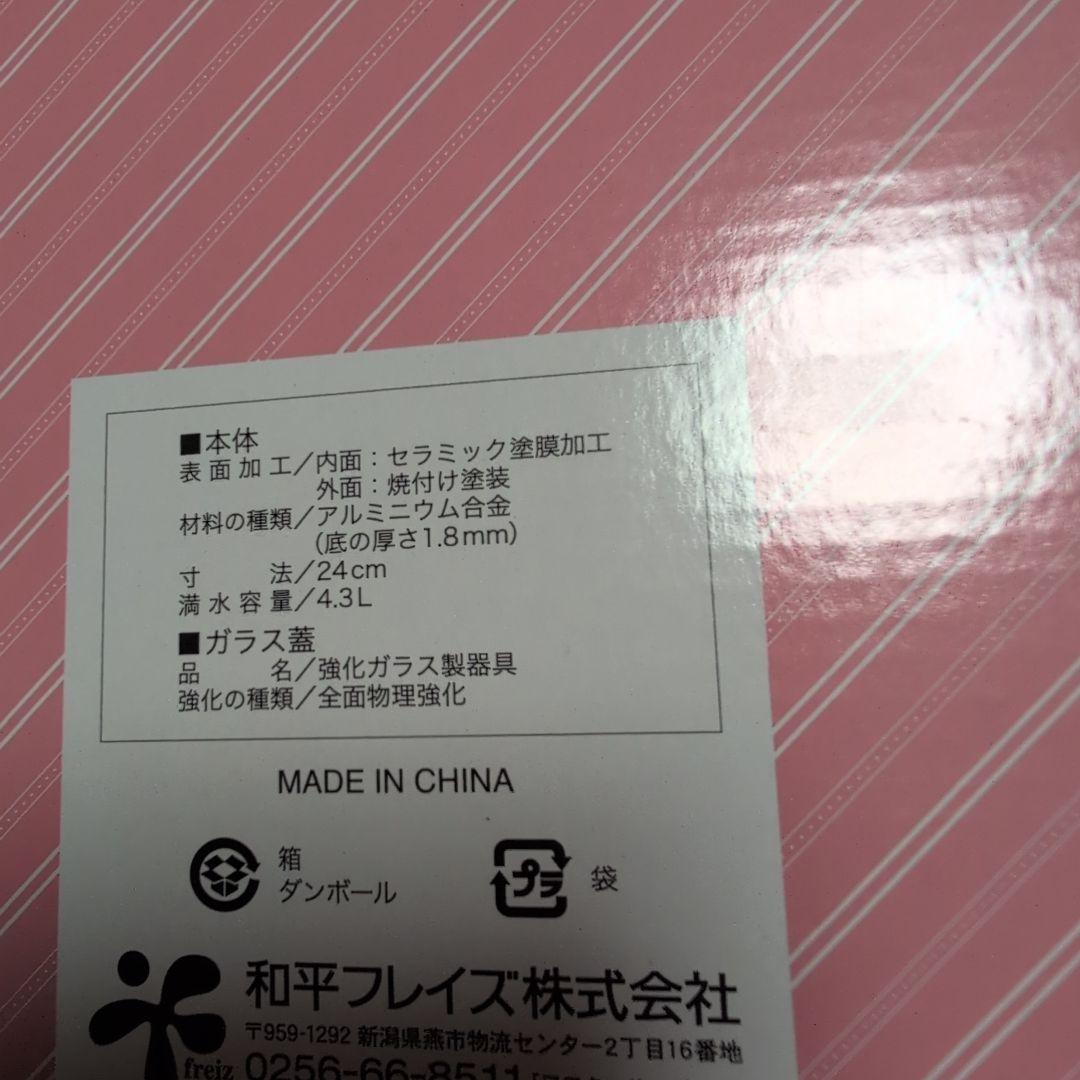 ■本体
表面加工／内面：セラミック塗膜加工
外面：焼付け塗装
材料の種類／アルミニウム合金
（底の厚さ1.8mm）
寸法／24cm
満水容量／4.3L
■ガラス蓋
品名／強化ガラス製器具
強化の種類／全面物理強化
MADE IN CHINA
箱
ダンボール
プラ
袋
和平フレイズ株式会社
〒959-1292 新潟県燕市物流センター2丁目16番地
freiz 0256-66-8511